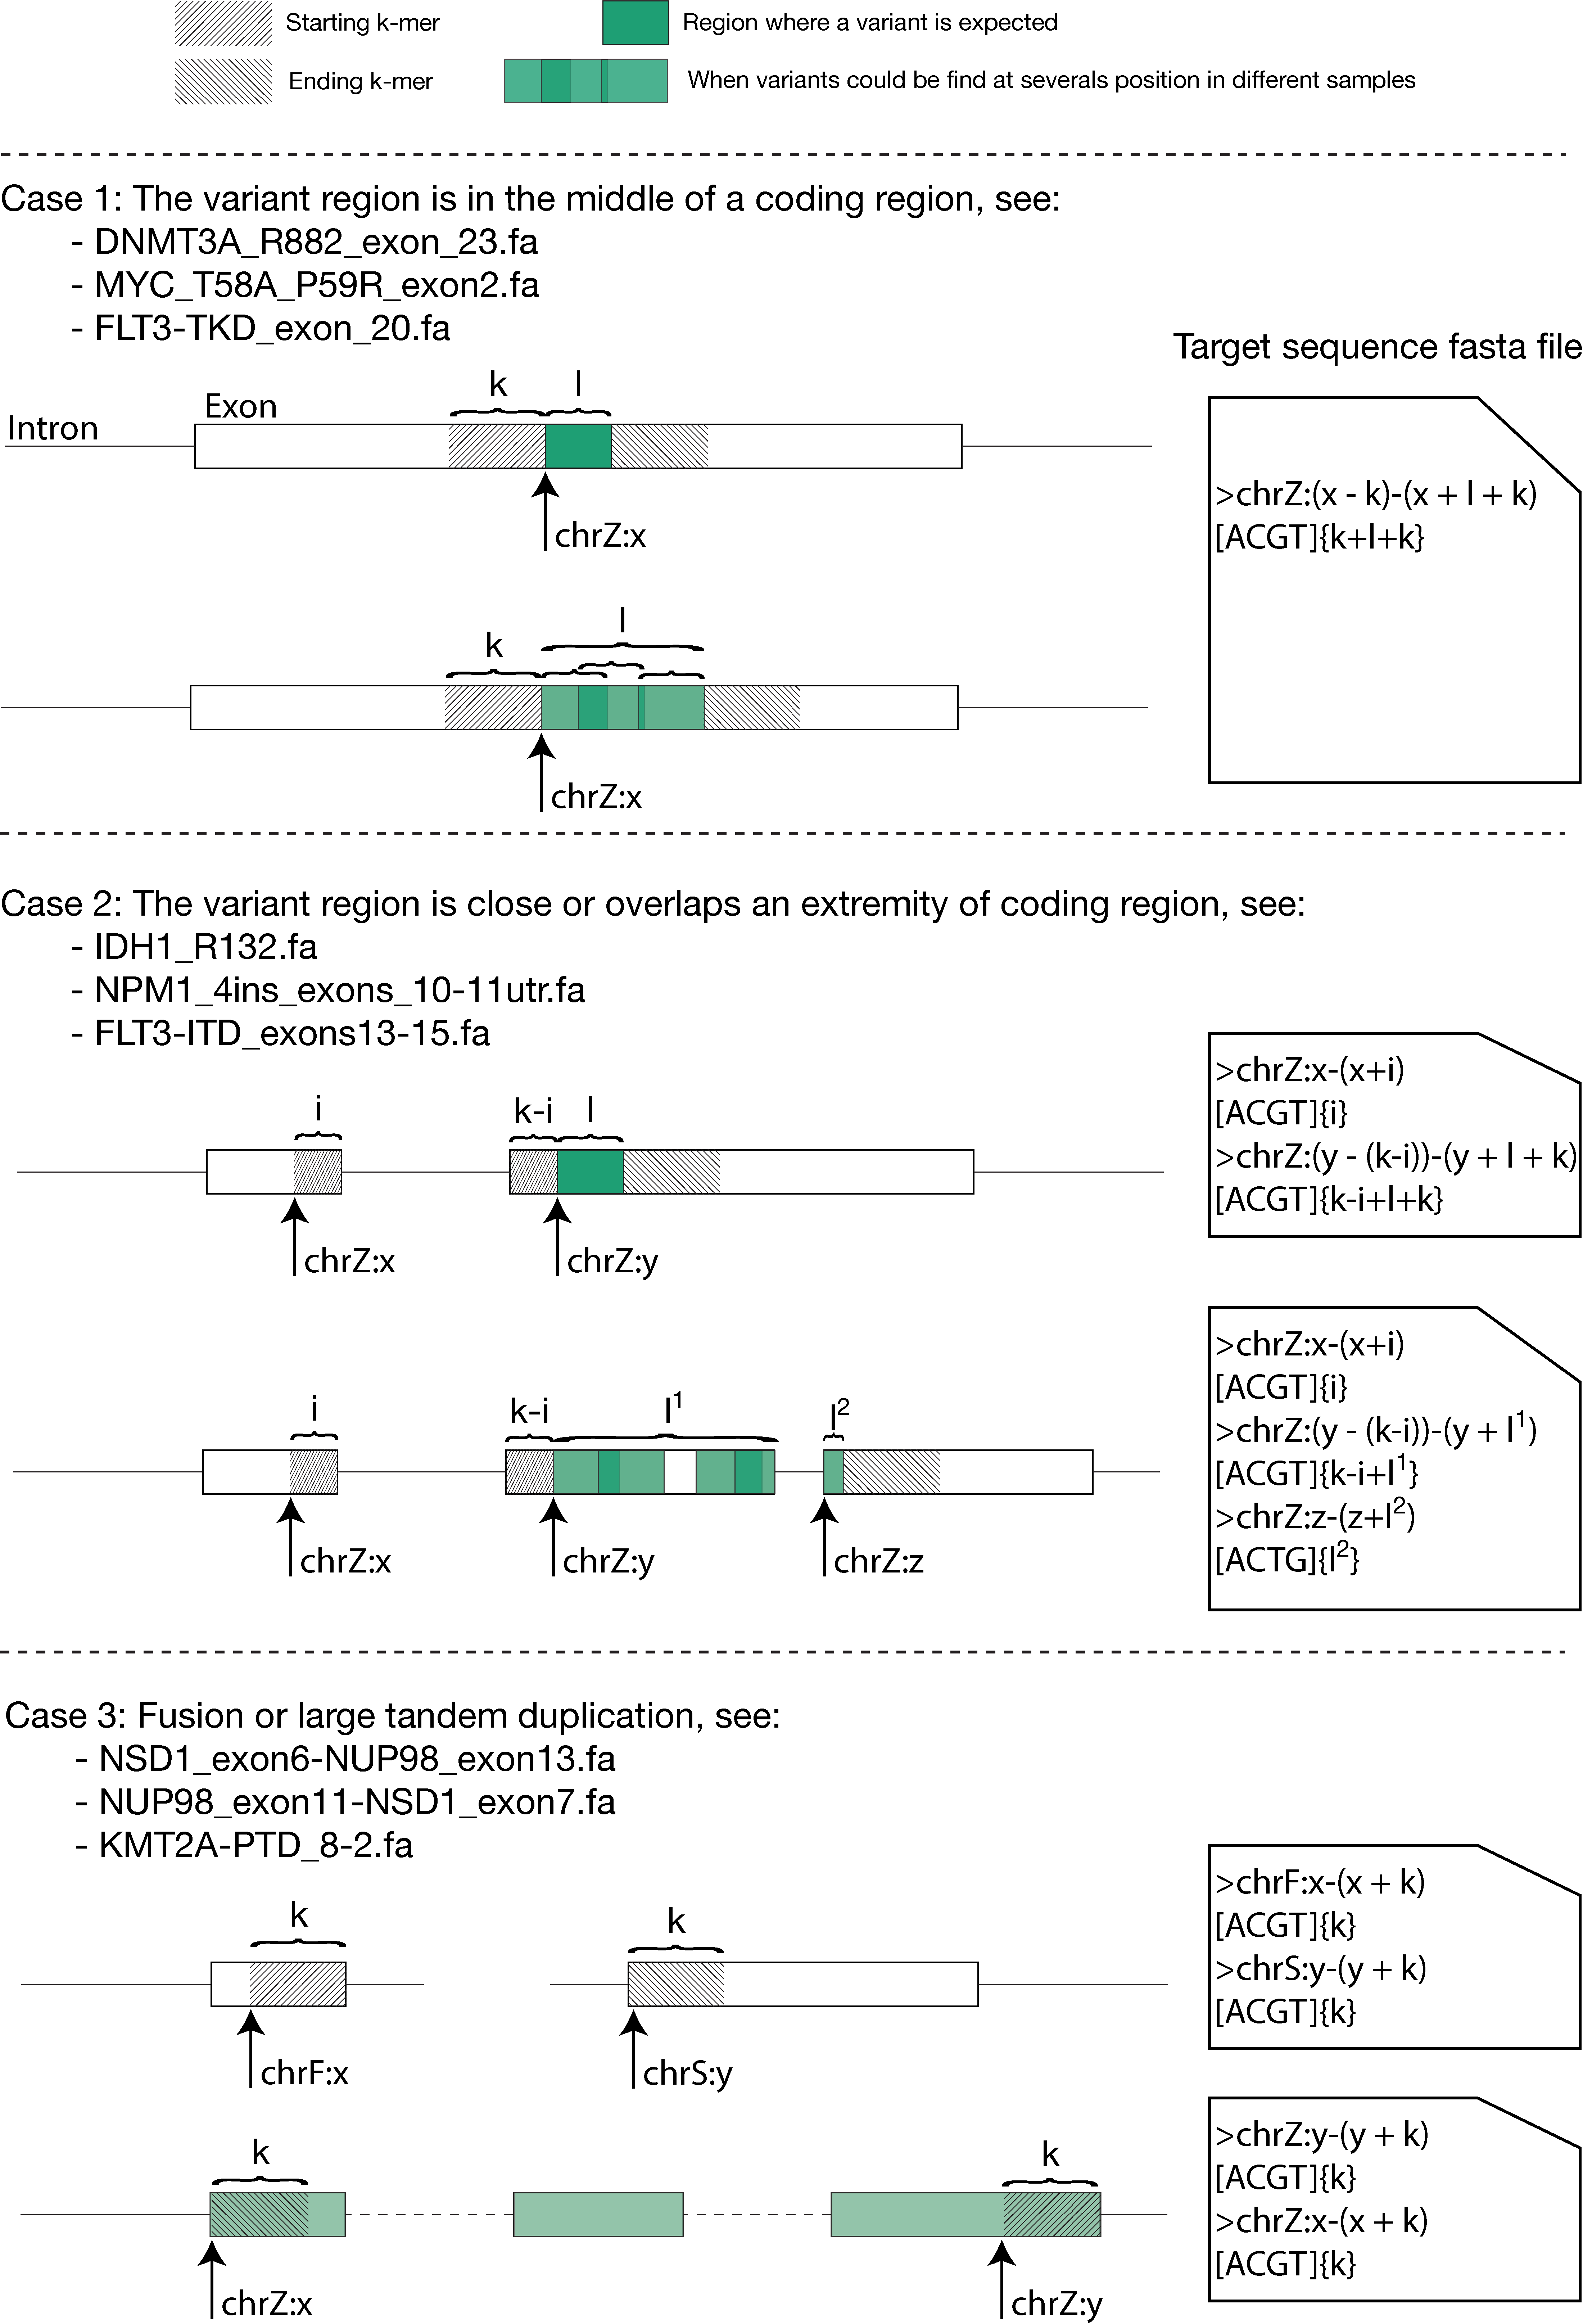 Starting k-mer
Region where a variant is expected
Ending k-mer
When variants could be find at severals position in different samples
Case 1: The variant region is in the middle of a coding region, see:
- DNMT3A_R882_exon_23.fa
- MYC_T58A_P59R_exon2.fa
- FLT3-TKD_exon_20.fa
Target sequence fasta file
k
l
Exon
Intron
chrZ:x
>chrZ:(x - k)-(x + l + k)
[ACGT]{k+l+k}
l
k
chrZ:x
Case 2: The variant region is close or overlaps an extremity of coding region, see:
- IDH1_R132.fa
- NPM1_4ins_exons_10-11utr.fa
- FLT3-ITD_exons13-15.fa
i
k-i
l
chrZ:x
chrZ:y
>chrZ:x-(x+i)
[ACGT]{i}
>chrZ:(y - (k-i))-(y + l + k)
[ACGT]{k-i+l+k}
i
k-i
l¹
l²
chrZ:x
chrZ:y
chrZ:z
>chrZ:x-(x+i)
[ACGT]{i}
>chrZ:(y - (k-i))-(y + l¹)
[ACGT]{k-i+l¹}
>chrZ:z-(z+l²)
[ACTG]{l²}
Case 3: Fusion or large tandem duplication, see:
- NSD1_exon6-NUP98_exon13.fa
- NUP98_exon11-NSD1_exon7.fa
- KMT2A-PTD_8-2.fa
k
k
chrF:x
chrS:y
>chrF:x-(x + k)
[ACGT]{k}
>chrS:y-(y + k)
[ACGT]{k}
k
k
chrZ:x
chrZ:y
>chrZ:y-(y + k)
[ACGT]{k}
>chrZ:x-(x + k)
[ACGT]{k}